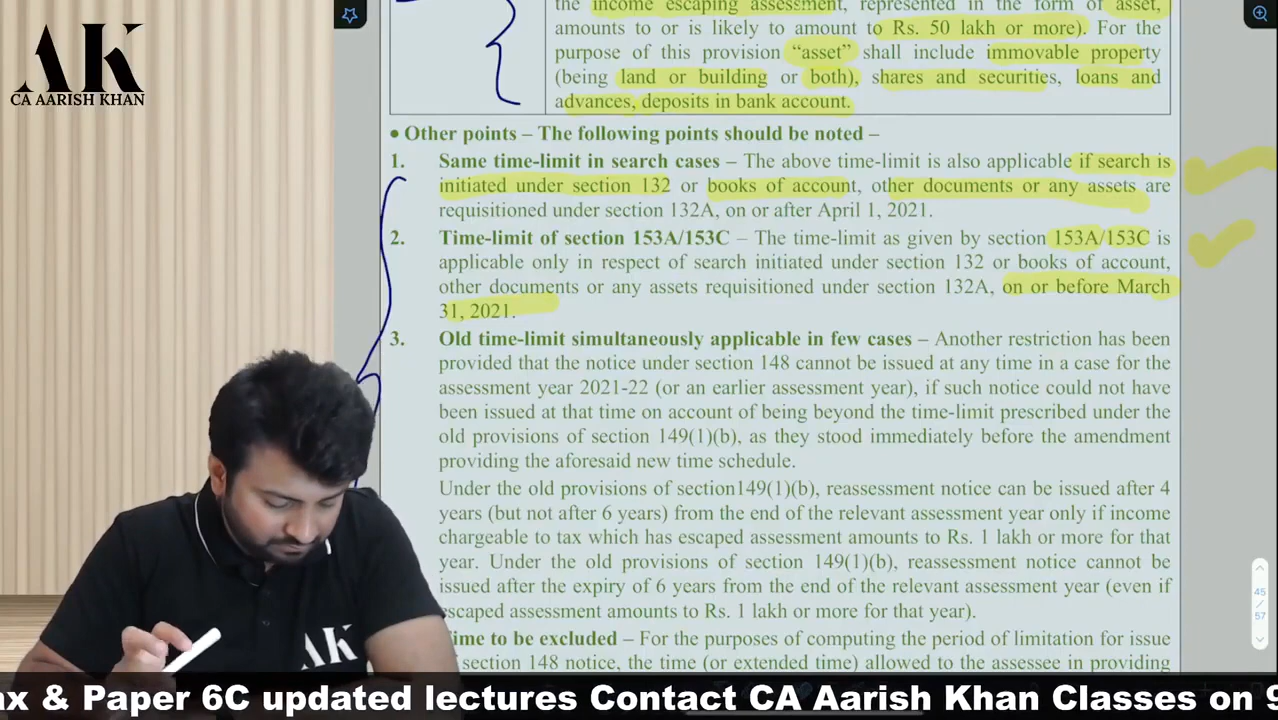 AK
CA AARISH KHAN
the income escaping assessment, represented in the form of asset,
amounts to or is likely to amount to Rs. 50 lakh or more). For the
purpose of this provision “asset” shall include immovable property
(being land or building or both), shares and securities, loans and
advances, deposits in bank account.
• Other points – The following points should be noted –
1. Same time-limit in search cases – The above time-limit is also applicable if search is
initiated under section 132 or books of account, other documents or any assets are
requisitioned under section 132A, on or after April 1, 2021.
2. Time-limit of section 153A/153C – The time-limit as given by section 153A/153C is
applicable only in respect of search initiated under section 132 or books of account,
other documents or any assets requisitioned under section 132A, on or before March
31, 2021.
3. Old time-limit simultaneously applicable in few cases – Another restriction has been
provided that the notice under section 148 cannot be issued at any time in a case for the
assessment year 2021-22 (or an earlier assessment year), if such notice could not have
been issued at that time on account of being beyond the time-limit prescribed under the
old provisions of section 149(1)(b), as they stood immediately before the amendment
providing the aforesaid new time schedule.
Under the old provisions of section149(1)(b), reassessment notice can be issued after 4
years (but not after 6 years) from the end of the relevant assessment year only if income
chargeable to tax which has escaped assessment amounts to Rs. 1 lakh or more for that
year. Under the old provisions of section 149(1)(b), reassessment notice cannot be
issued after the expiry of 6 years from the end of the relevant assessment year (even if
escaped assessment amounts to Rs. 1 lakh or more for that year).
Time to be excluded – For the purposes of computing the period of limitation for issue
section 148 notice, the time (or extended time) allowed to the assessee in providing
45
/
57
AK
ax & Paper 6C updated lectures Contact CA Aarish Khan Classes on 9